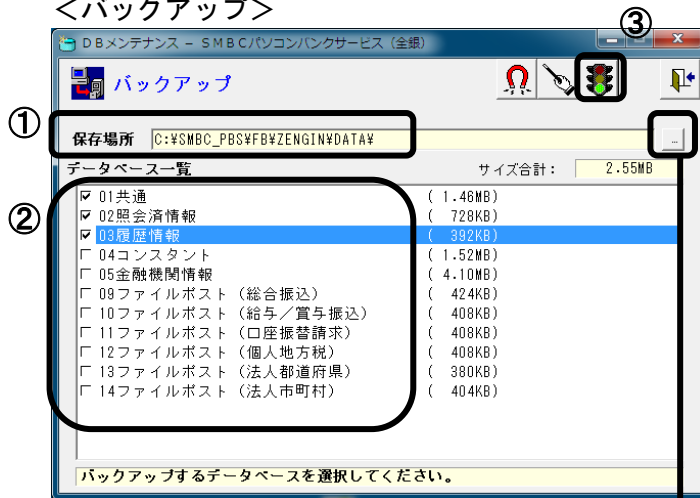 <バックアップ>
③
DBメンテナンス － SMBCパソコンバンクサービス（全銀）
バックアップ
①
保存場所 C:¥SMBC_PBS¥FB¥ZENGIN¥DATA¥ ...
データベース一覧 サイズ合計： 2.55MB
②
01共通 ( 1.46MB)
02照会済情報 ( 728KB)
03履歴情報 ( 392KB)
04コンスタント ( 1.52MB)
05金融機関情報 ( 4.10MB)
09ファイルポスト（総合振込） ( 424KB)
10ファイルポスト（給与／賞与振込） ( 408KB)
11ファイルポスト（口座振替請求） ( 408KB)
12ファイルポスト（個人地方税） ( 408KB)
13ファイルポスト（法人都道府県） ( 380KB)
14ファイルポスト（法人市町村） ( 404KB)
バックアップするデータベースを選択してください。